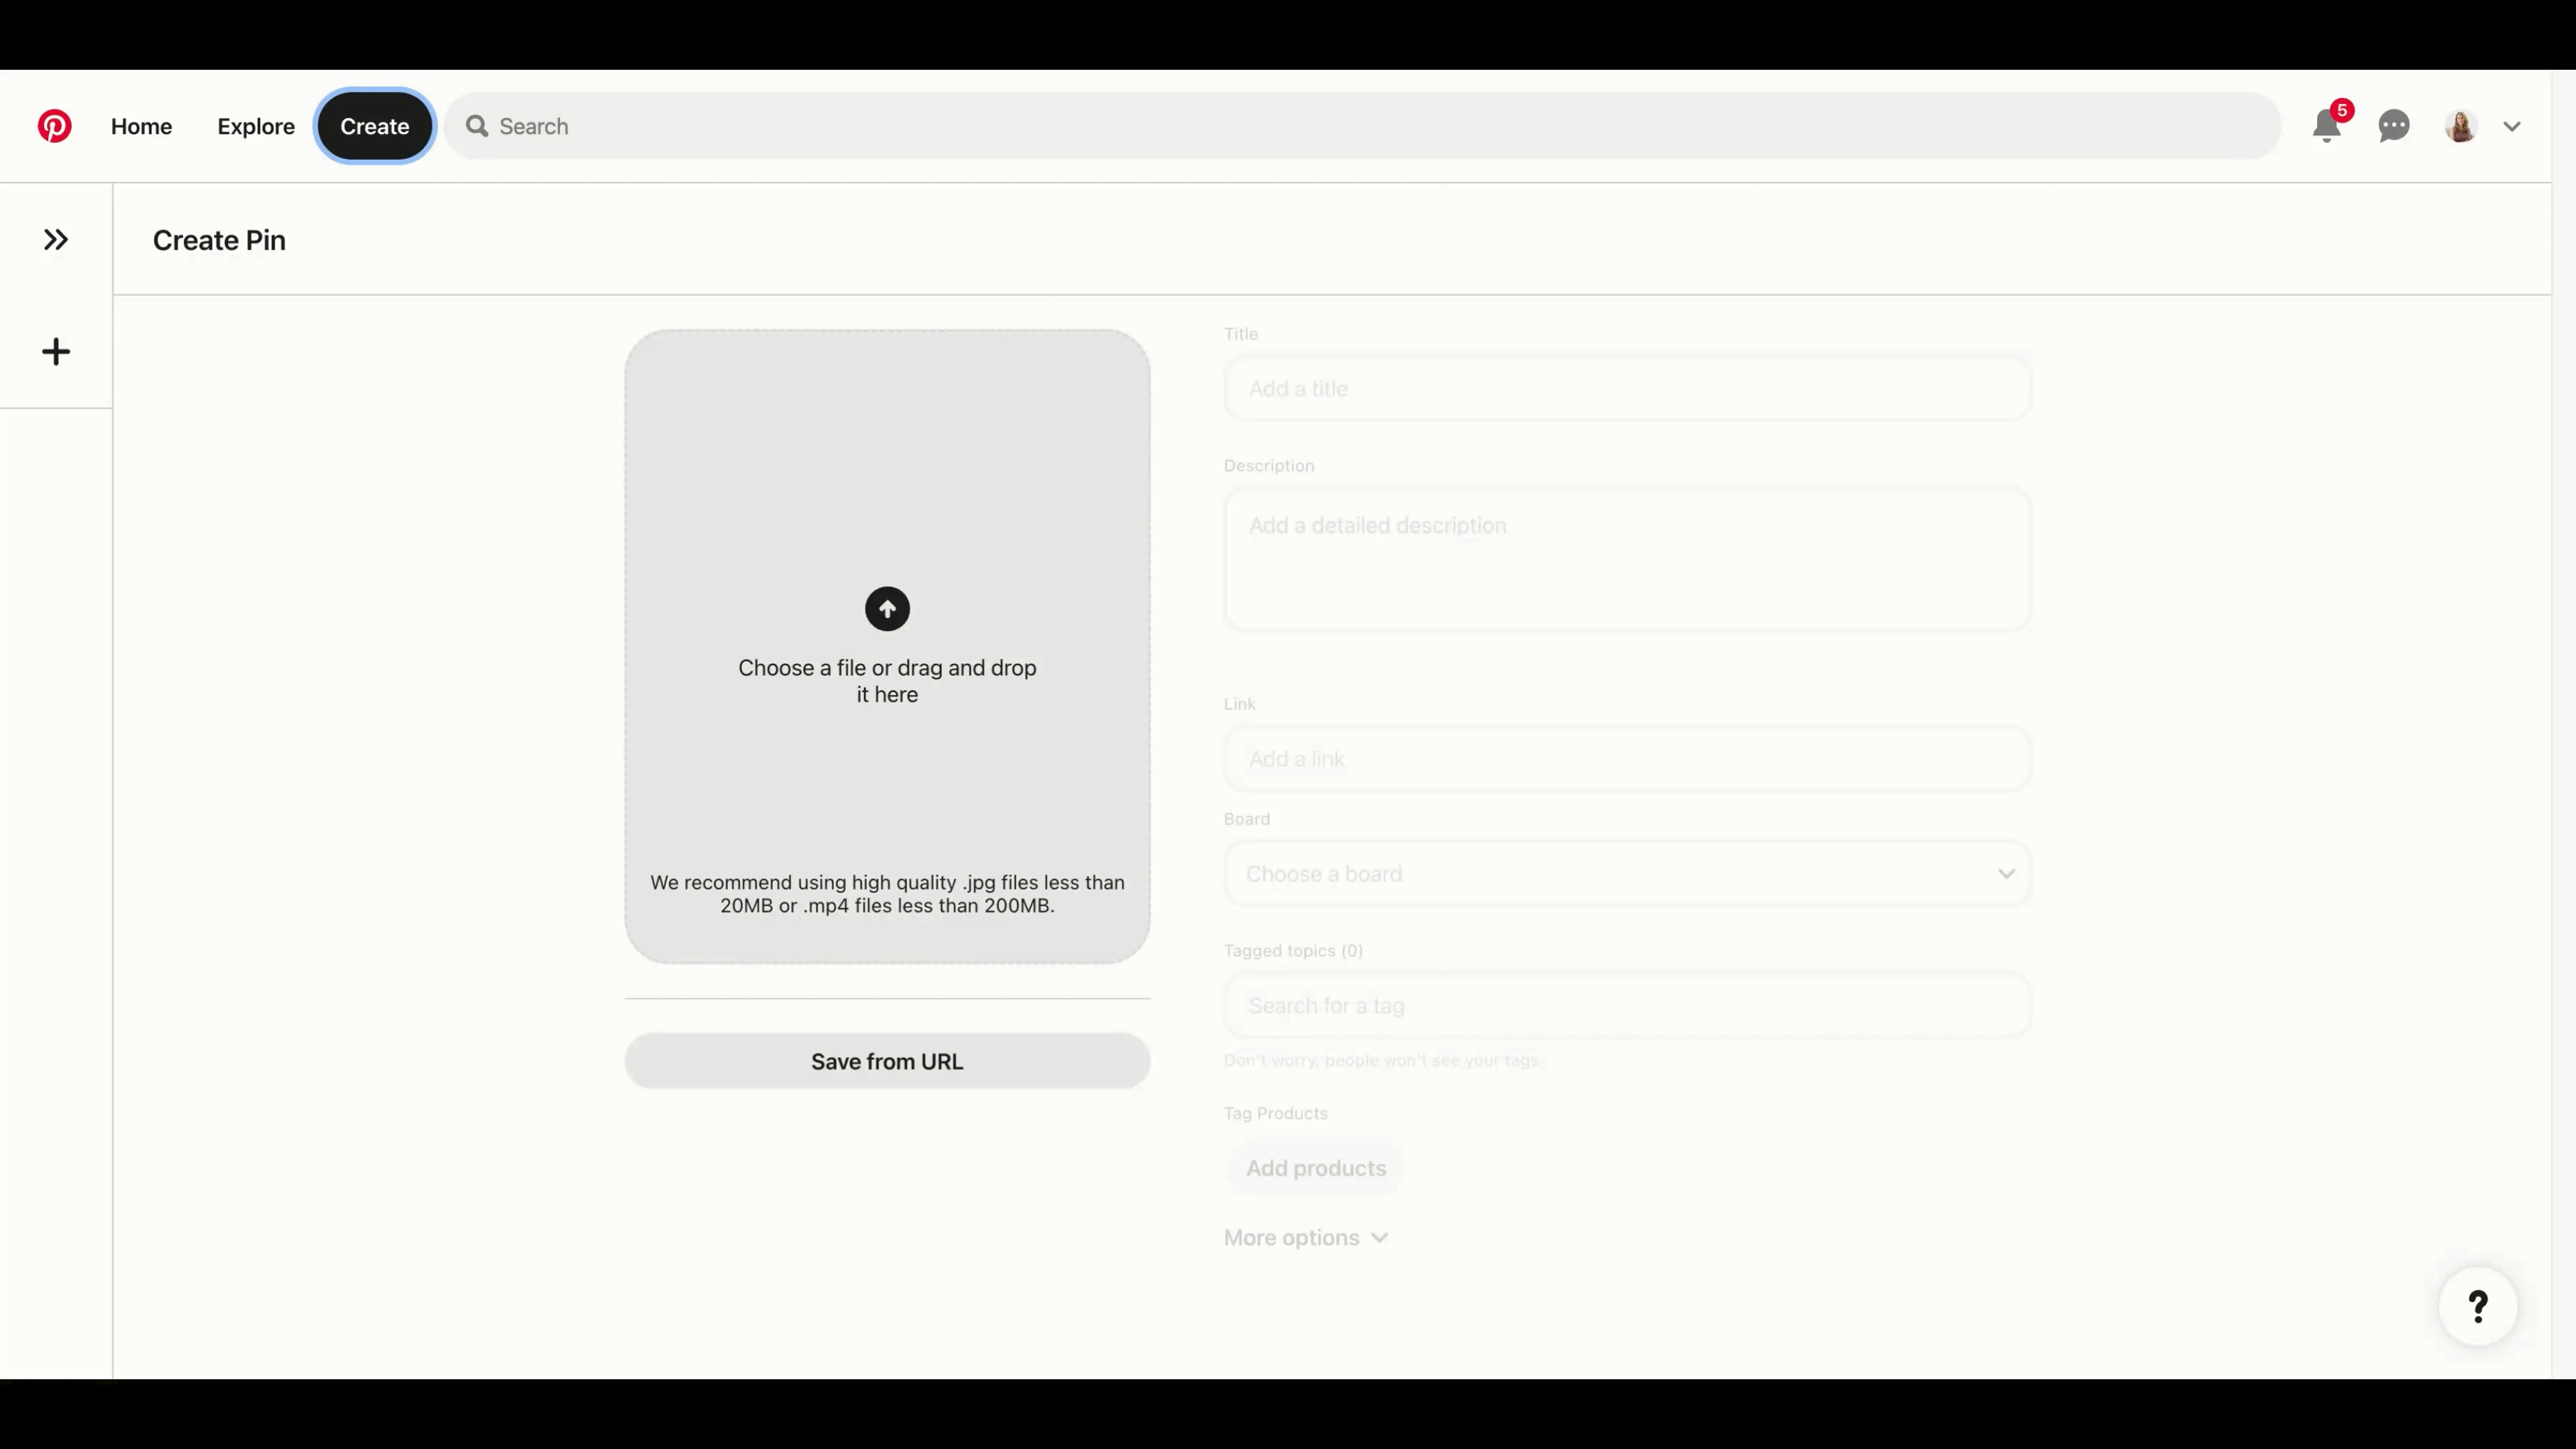 Home
Explore
Create
Search
5
Create Pin
Choose a file or drag and drop
it here
We recommend using high quality .jpg files less than
20MB or .mp4 files less than 200MB.
Save from URL
Title
Add a title
Description
Add a detailed description
Link
Add a link
Board
Choose a board
Tagged topics (0)
Search for a tag
Don't worry, people won't see your tags
Tag Products
Add products
More options
?